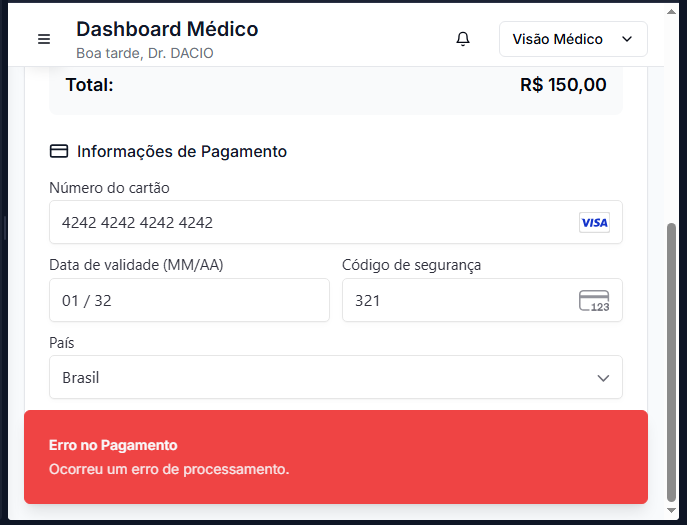 Dashboard Médico
Boa tarde, Dr. DACIO
Visão Médico
Total: R$ 150,00
Informações de Pagamento
Número do cartão
4242 4242 4242 4242 VISA
Data de validade (MM/AA) Código de segurança
01 / 32 321 123
País
Brasil
Erro no Pagamento
Ocorreu um erro de processamento.